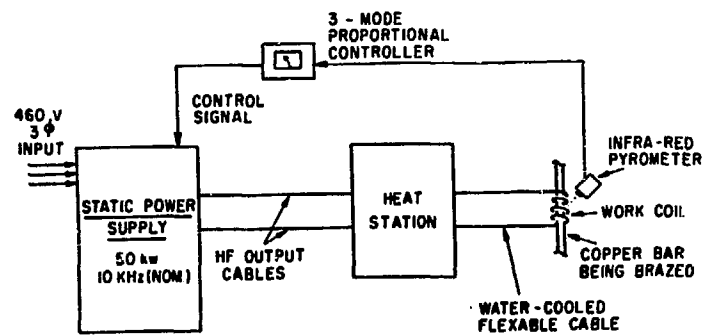 3 - MODE
PROPORTIONAL
CONTROLLER
CONTROL
SIGNAL
460 V
3 ϕ
INPUT
INFRA-RED
PYROMETER
STATIC POWER
SUPPLY
50 kw
10 KHz (NOM)
HEAT
STATION
WORK COIL
HF OUTPUT
CABLES
COPPER BAR
BEING BRAZED
WATER-COOLED
FLEXABLE CABLE